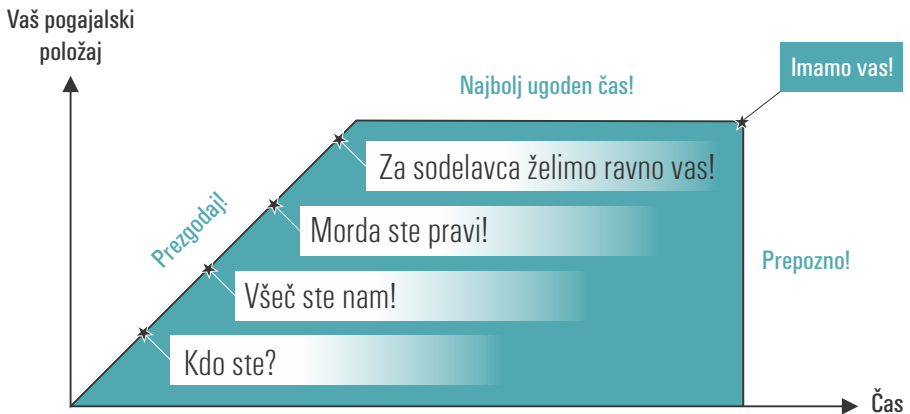 Vaš pogajalski
položaj
Imamo vas!
Najbolj ugoden čas!
Za sodelavca želimo ravno vas!
Prezgodaj!
Morda ste pravi!
Prepozno!
Všeč ste nam!
Kdo ste?
Čas